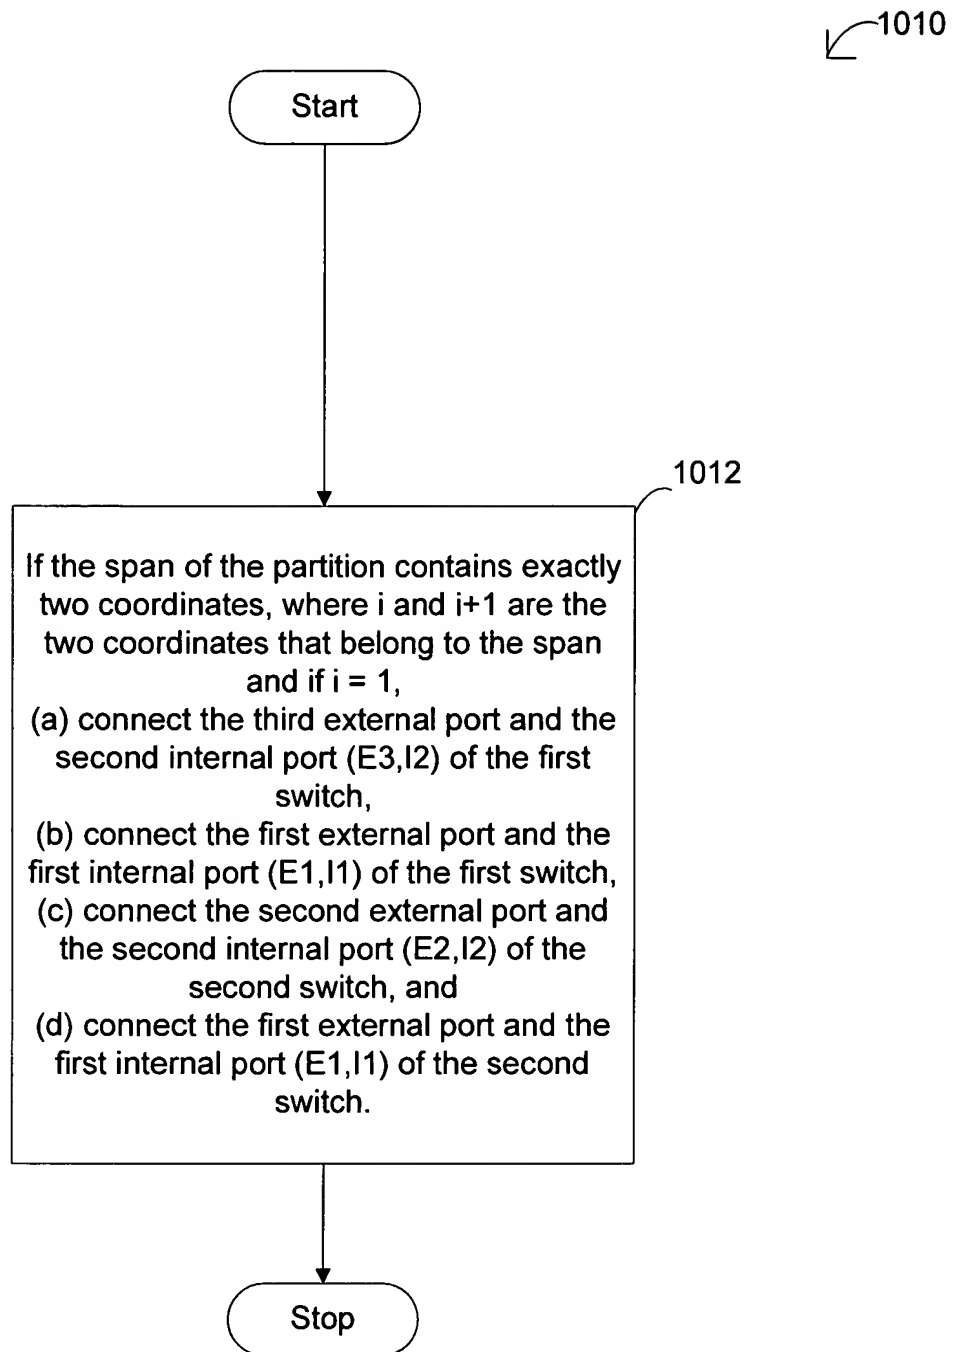 1010
Start
1012
If the span of the partition contains exactly
two coordinates, where i and i+1 are the
two coordinates that belong to the span
and if i = 1,
(a) connect the third external port and the
second internal port (E3,I2) of the first
switch,
(b) connect the first external port and the
first internal port (E1,I1) of the first switch,
(c) connect the second external port and
the second internal port (E2,I2) of the
second switch, and
(d) connect the first external port and the
first internal port (E1,I1) of the second
switch.
Stop